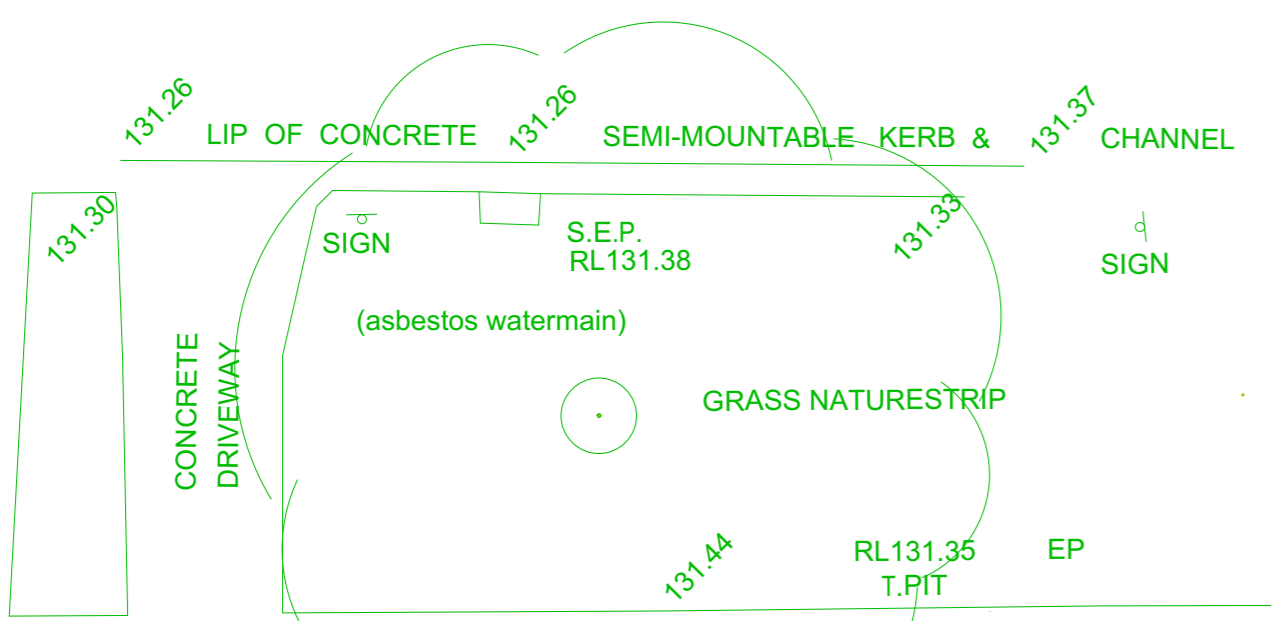 131.26
131.26
131.37
LIP OF CONCRETE SEMI-MOUNTABLE KERB & CHANNEL
131.30
SIGN
S.E.P.
RL131.38
131.33
SIGN
(asbestos watermain)
CONCRETE
DRIVEWAY
GRASS NATURESTRIP
131.44
RL131.35
T.PIT
EP